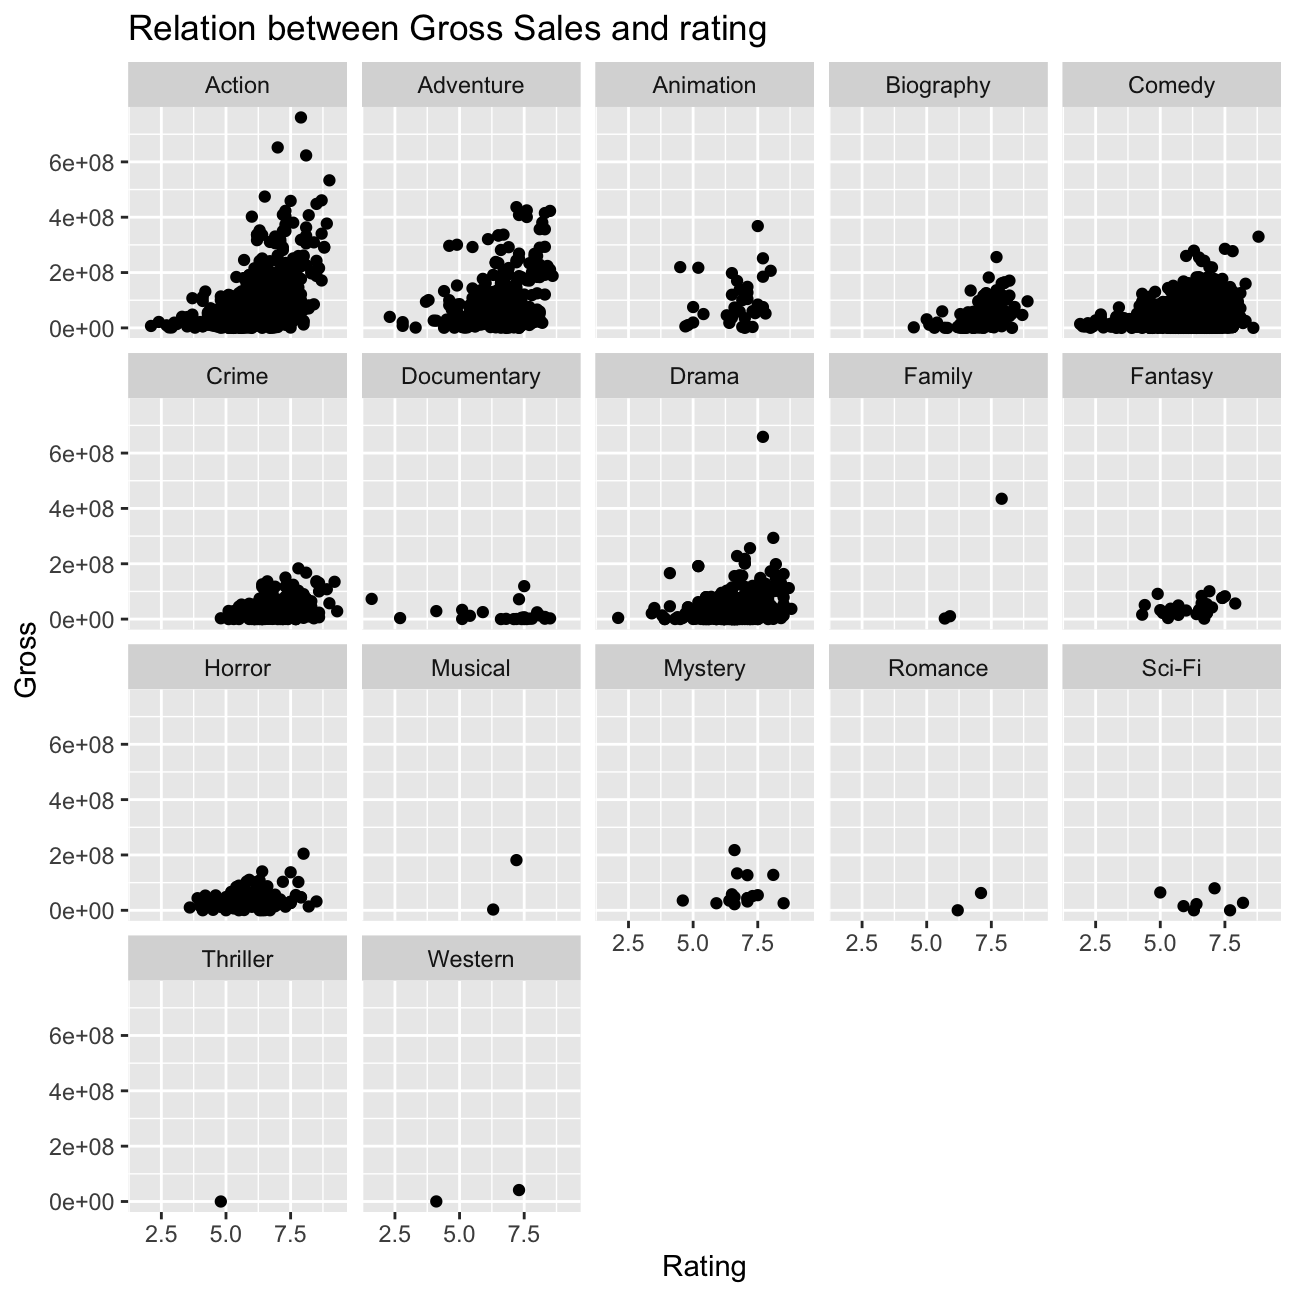 Relation between Gross Sales and rating
Action Adventure Animation Biography Comedy
6e+08
4e+08
2e+08
0e+00
Crime Documentary Drama Family Fantasy
6e+08
4e+08
2e+08
0e+00
Gross
Horror Musical Mystery Romance Sci-Fi
6e+08
4e+08
2e+08
0e+00
2.5 5.0 7.5 2.5 5.0 7.5 2.5 5.0 7.5
Thriller Western
6e+08
4e+08
2e+08
0e+00
2.5 5.0 7.5 2.5 5.0 7.5
Rating